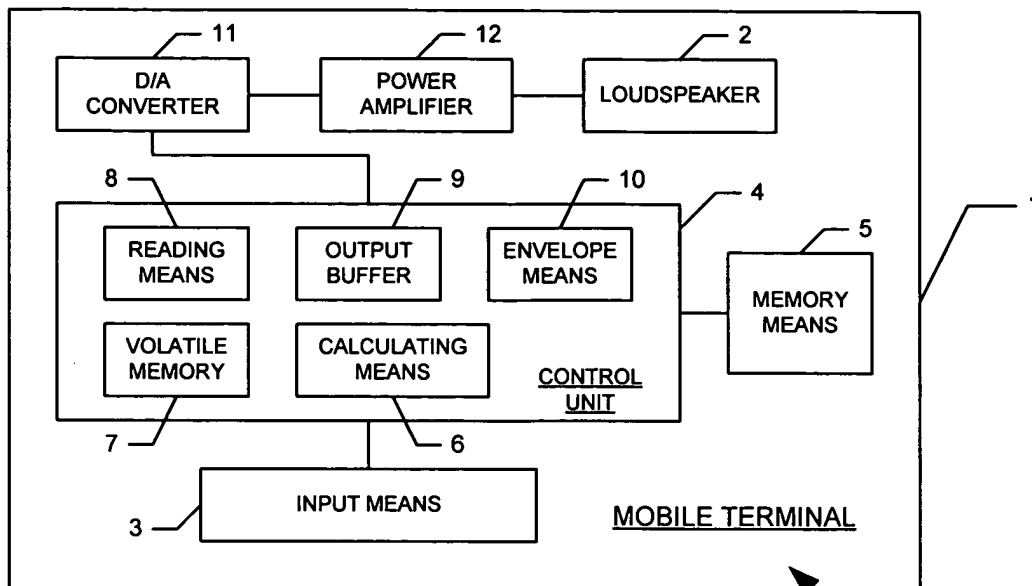 11
12
2
D/A
CONVERTER
POWER
AMPLIFIER
LOUDSPEAKER
8
9
10
4
5
READING
MEANS
OUTPUT
BUFFER
ENVELOPE
MEANS
MEMORY
MEANS
VOLATILE
MEMORY
CALCULATING
MEANS
CONTROL
UNIT
7
6
3
INPUT MEANS
MOBILE TERMINAL